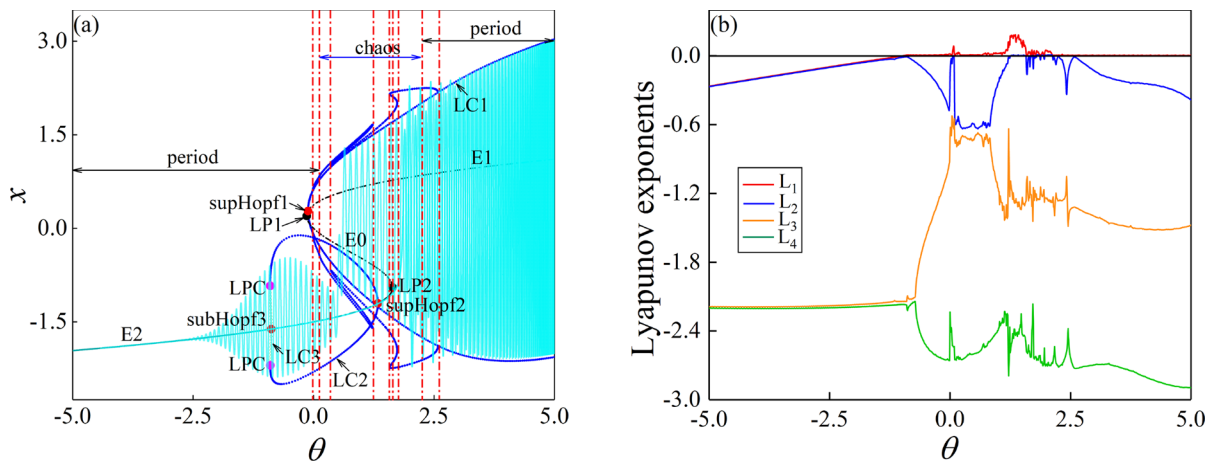 (a)
3.0
chaos
period
LC1
1.5
period
E1
x
supHopf1
0.0
LP1
E0
LPC
LP2
supHopf2
subHopf3
-1.5
E2
LC3
LPC
LC2
-5.0
-2.5
0.0
2.5
5.0
θ
(b)
0.0
-0.6
Lyapunov exponents
-1.2
L1
L2
L3
L4
-1.8
-2.4
-3.0
-5.0
-2.5
0.0
2.5
5.0
θ